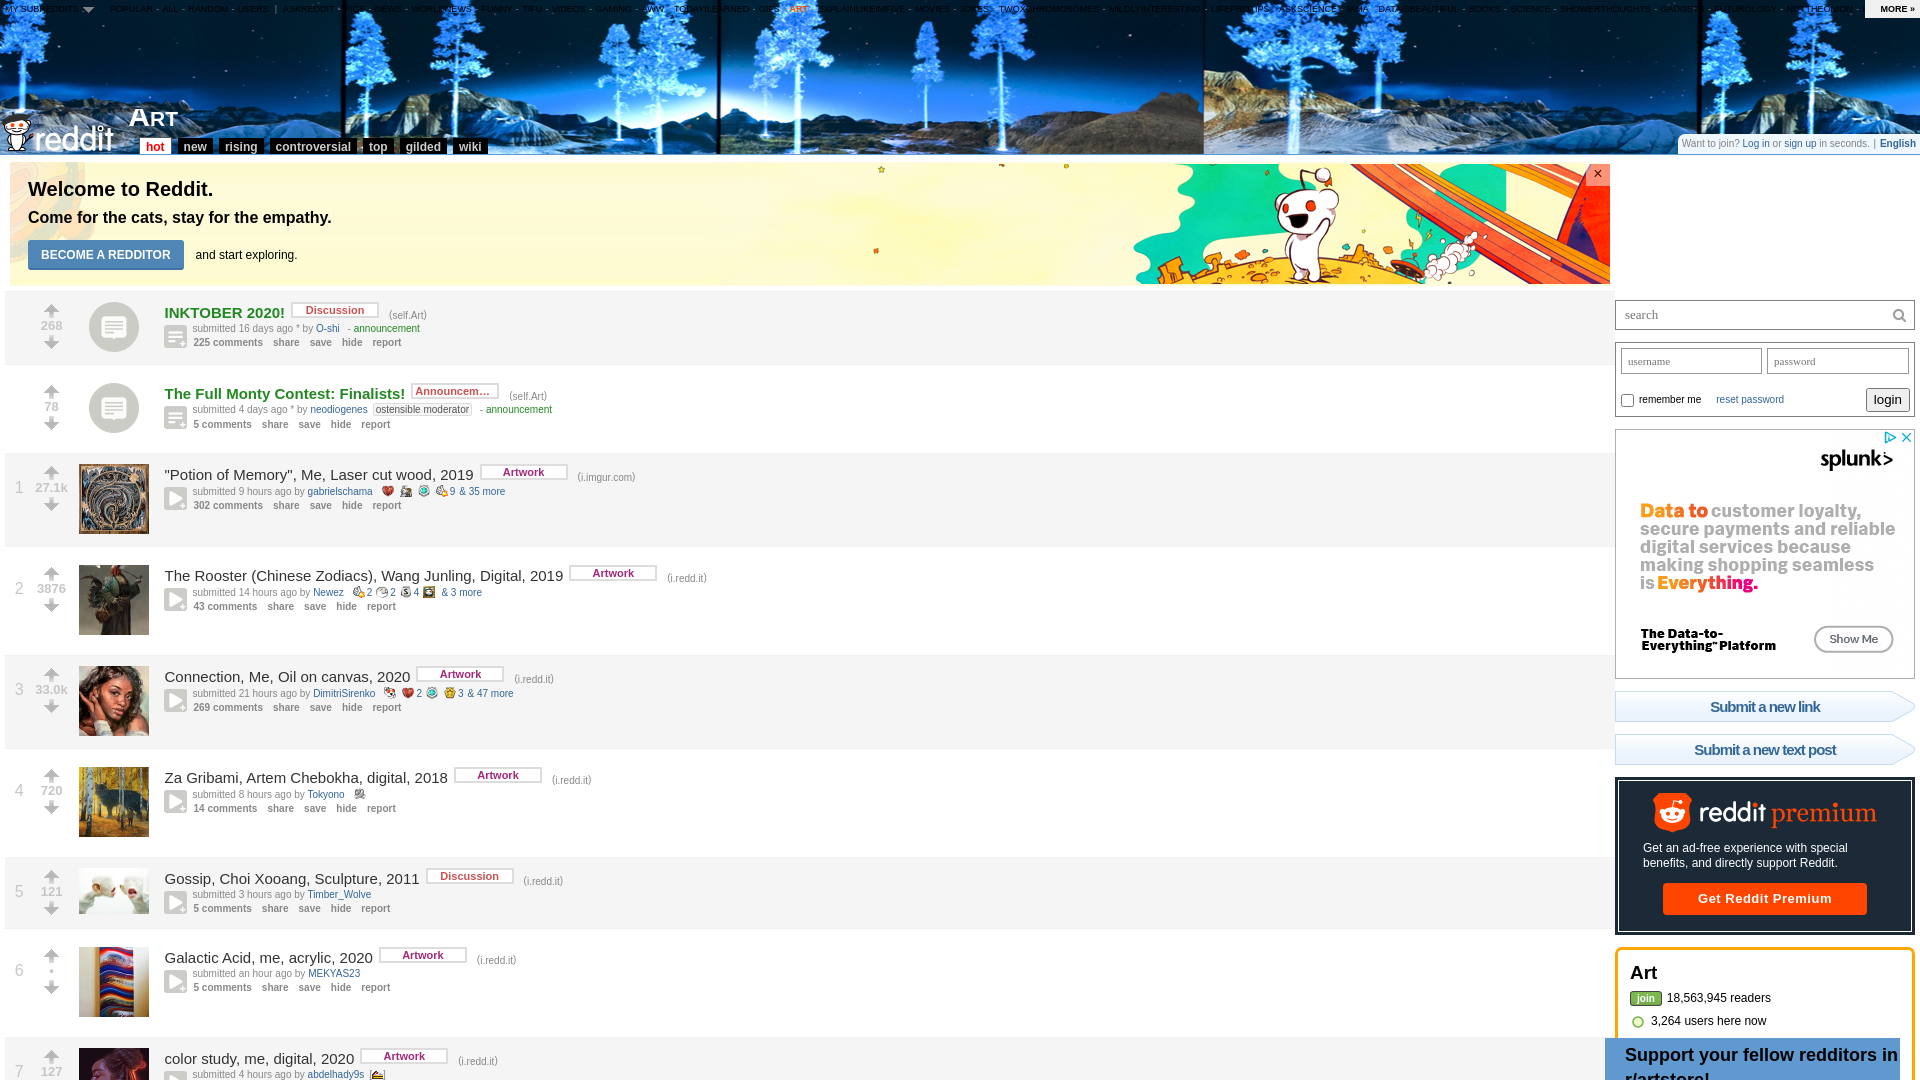 MY SUBREDDITS
POPULAR - ALL - RANDOM - USERS | ASKREDDIT - PICS - NEWS - WORLDNEWS - FUNNY - TIFU - VIDEOS - GAMING - AWW - TODAYILEARNED - GIFS - ART - EXPLAINLIKEIMFIVE - MOVIES - JOKES - TWOXCHROMOSOMES - MILDLYINTERESTING - LIFEPROTIPS - ASKSCIENCE - IAMA - DATAISBEAUTIFUL - BOOKS - SCIENCE - SHOWERTHOUGHTS - GADGETS - FUTUROLOGY - NOTTHEONION -
MORE »
reddit
Art
hot new rising controversial top gilded wiki
Want to join? Log in or sign up in seconds. | English
Welcome to Reddit.
Come for the cats, stay for the empathy.
BECOME A REDDITOR and start exploring.
×
268
INKTOBER 2020! Discussion (self.Art)
submitted 16 days ago * by O-shi - announcement
225 comments share save hide report
78
The Full Monty Contest: Finalists! Announcem… (self.Art)
submitted 4 days ago * by neodiogenes ostensible moderator - announcement
5 comments share save hide report
1
27.1k
"Potion of Memory", Me, Laser cut wood, 2019 Artwork (i.imgur.com)
submitted 9 hours ago by gabrielschama 9 & 35 more
302 comments share save hide report
2
3876
The Rooster (Chinese Zodiacs), Wang Junling, Digital, 2019 Artwork (i.redd.it)
submitted 14 hours ago by Newez 2 2 4 & 3 more
43 comments share save hide report
3
33.0k
Connection, Me, Oil on canvas, 2020 Artwork (i.redd.it)
submitted 21 hours ago by DimitriSirenko 2 3 & 47 more
269 comments share save hide report
4
720
Za Gribami, Artem Chebokha, digital, 2018 Artwork (i.redd.it)
submitted 8 hours ago by Tokyono
14 comments share save hide report
5
121
Gossip, Choi Xooang, Sculpture, 2011 Discussion (i.redd.it)
submitted 3 hours ago by Timber_Wolve
5 comments share save hide report
6
•
Galactic Acid, me, acrylic, 2020 Artwork (i.redd.it)
submitted an hour ago by MEKYAS23
5 comments share save hide report
7
127
color study, me, digital, 2020 Artwork (i.redd.it)
submitted 4 hours ago by abdelhady9s
search
username password
remember me reset password login
splunk>
Data to customer loyalty,
secure payments and reliable
digital services because
making shopping seamless
is Everything.
The Data-to-
Everything™ Platform
Show Me
Submit a new link
Submit a new text post
reddit premium
Get an ad-free experience with special
benefits, and directly support Reddit.
Get Reddit Premium
Art
join 18,563,945 readers
3,264 users here now
Support your fellow redditors in
r/artstore!